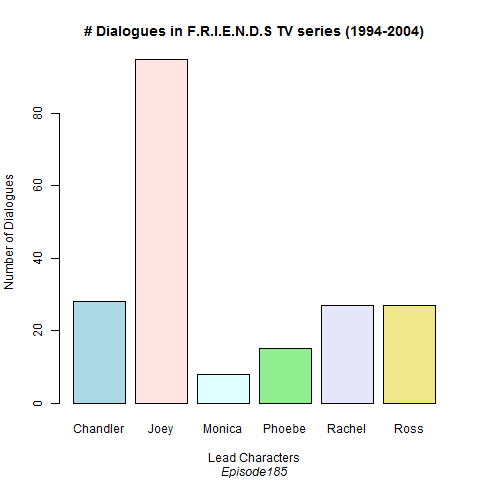 # Dialogues in F.R.I.E.N.D.S TV series (1994-2004)
Number of Dialogues
80
60
40
20
0
Chandler Joey Monica Phoebe Rachel Ross
Lead Characters
Episode185